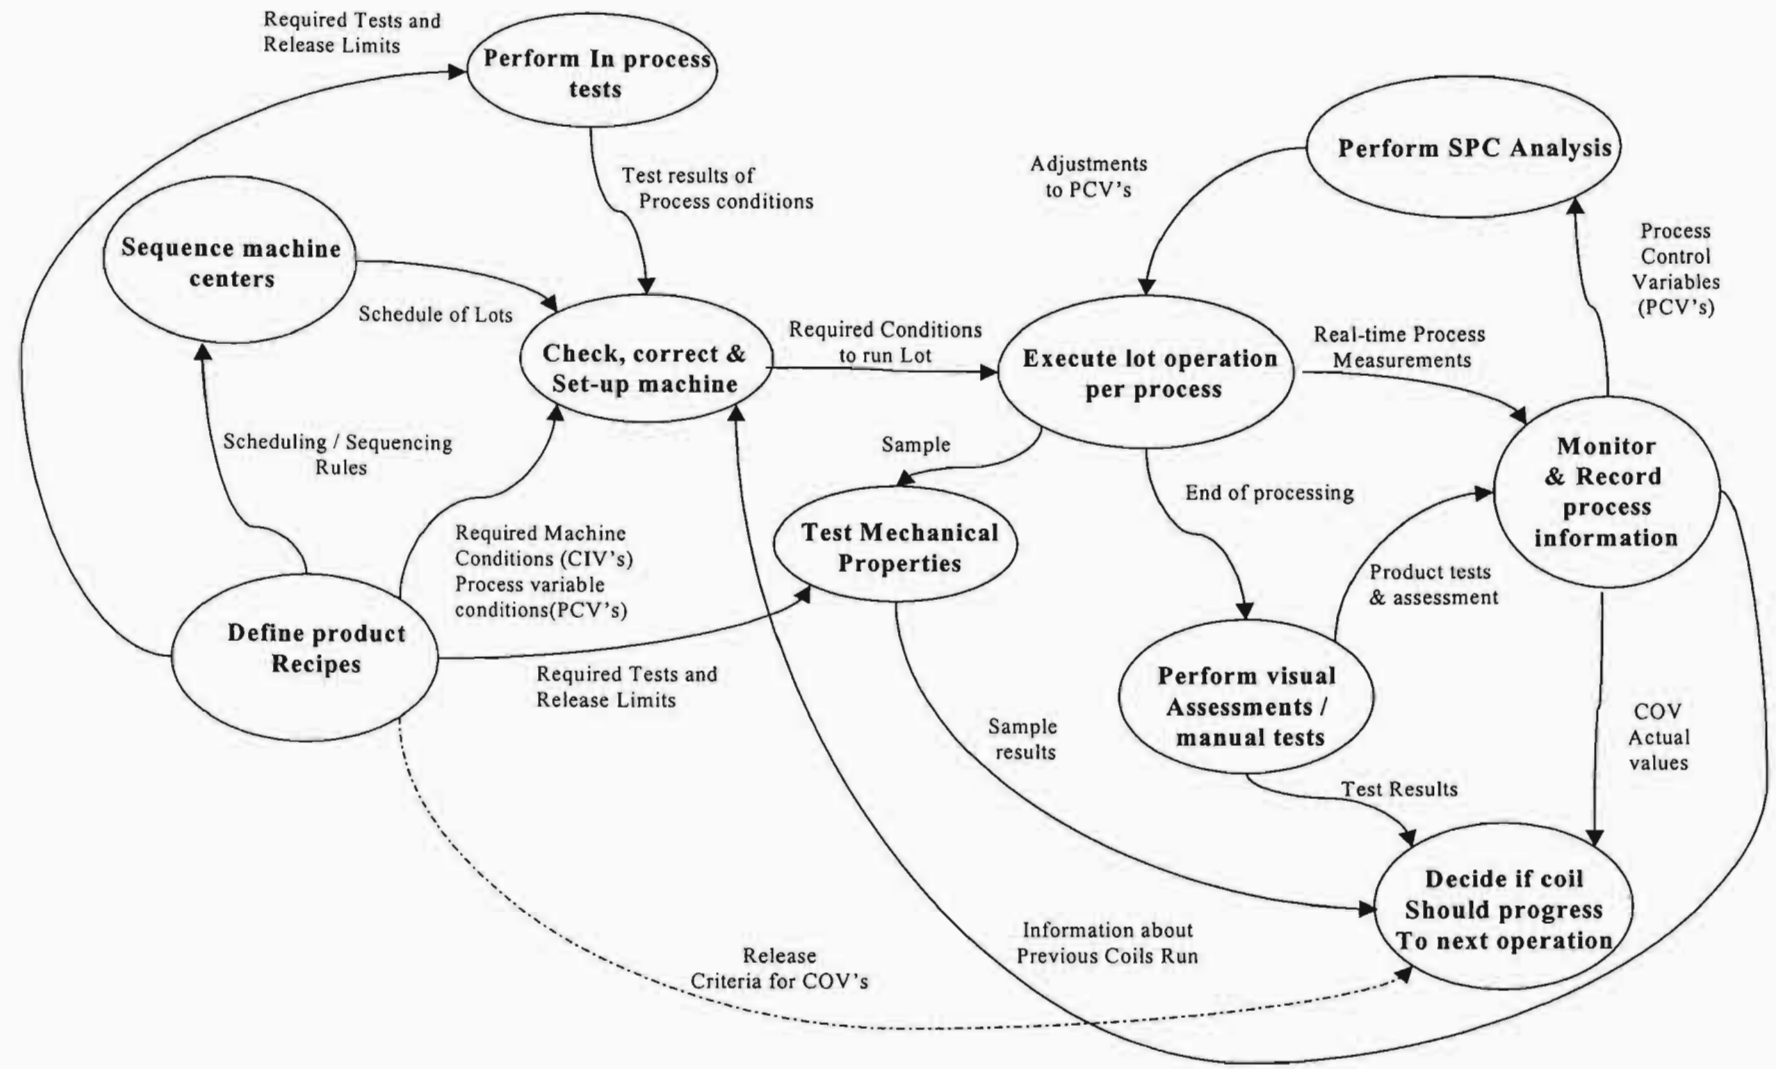 Required Tests and
Release Limits
Perform In process
tests
Perform SPC Analysis
Adjustments
to PCV's
Test results of
Process conditions
Sequence machine
centers
Process
Control
Variables
(PCV's)
Schedule of Lots
Required Conditions
to run Lot
Real-time Process
Measurements
Check, correct &
Set-up machine
Execute lot operation
per process
Scheduling / Sequencing
Rules
Sample
Monitor
& Record
process
information
End of processing
Required Machine
Conditions (CIV's)
Process variable
conditions(PCV's)
Test Mechanical
Properties
Product tests
& assessment
Define product
Recipes
Required Tests and
Release Limits
Perform visual
Assessments /
manual tests
Sample
results
COV
Actual
values
Test Results
Decide if coil
Should progress
To next operation
Information about
Previous Coils Run
Release
Criteria for COV's